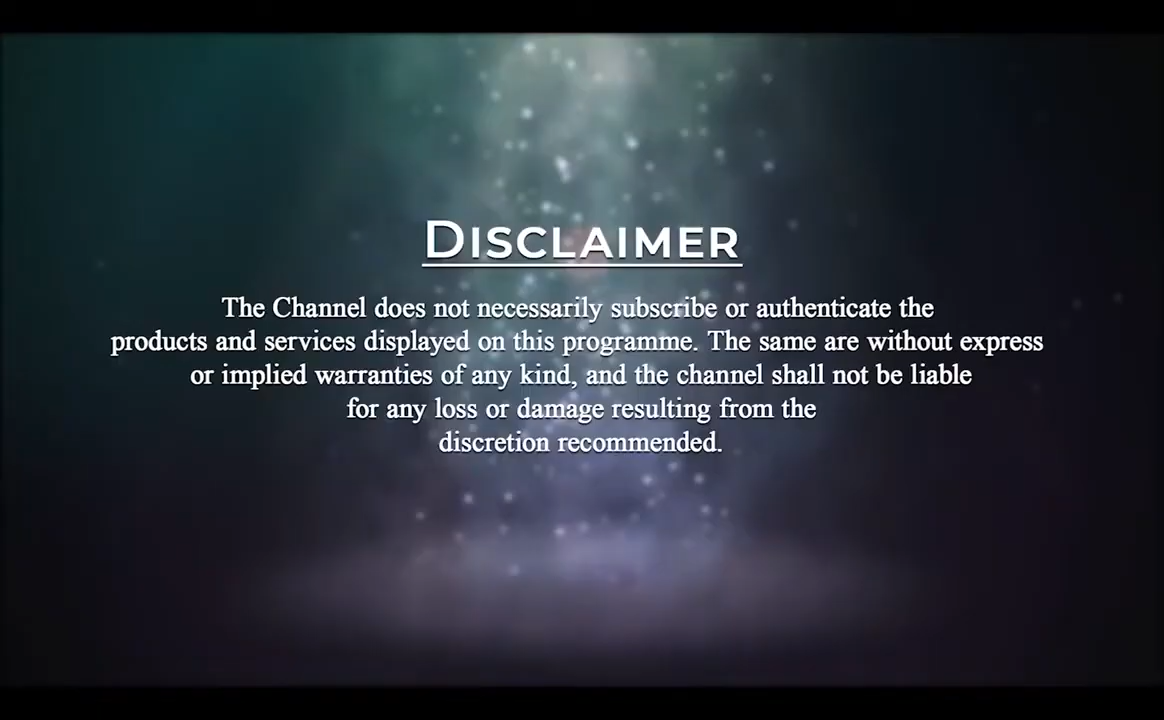 DISCLAIMER
The Channel does not necessarily subscribe or authenticate the
products and services displayed on this programme. The same are without express
or implied warranties of any kind, and the channel shall not be liable
for any loss or damage resulting from the
discretion recommended.